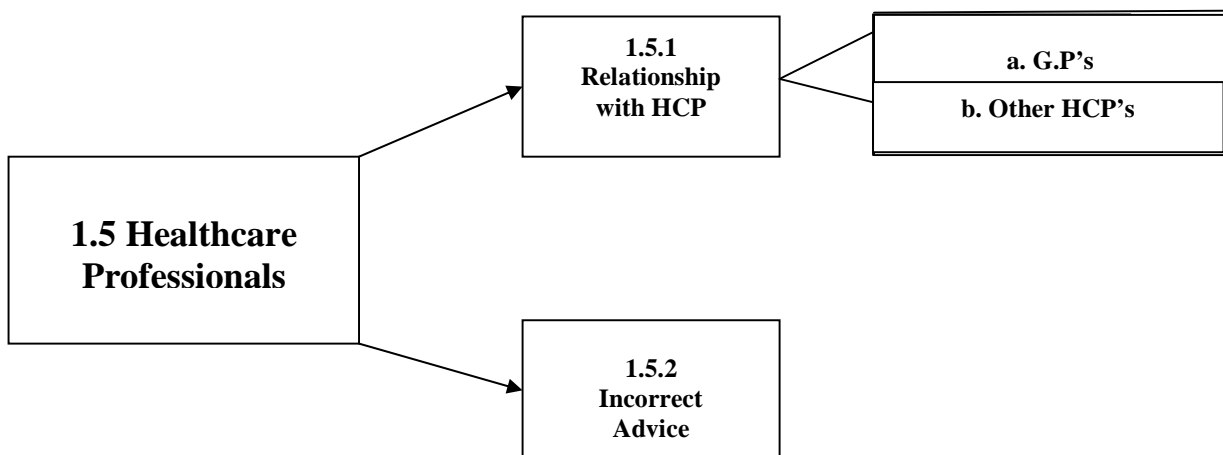 1.5.1
Relationship
with HCP
a. G.P’s
b. Other HCP’s
1.5 Healthcare
Professionals
1.5.2
Incorrect
Advice